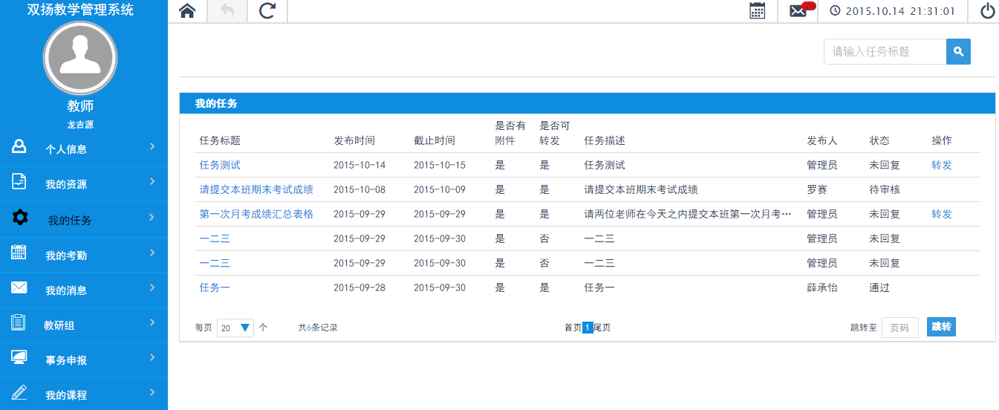 双扬教学管理系统
2015.10.14 21:31:01
教师
龙吉源
个人信息
我的资源
我的任务
我的考勤
我的消息
教研组
事务申报
我的课程
请输入任务标题
我的任务
任务标题 发布时间 截止时间 是否有附件 是否可转发 任务描述 发布人 状态 操作
任务测试 2015-10-14 2015-10-15 是 是 任务测试 管理员 未回复 转发
请提交本班期末考试成绩 2015-10-08 2015-10-09 是 是 请提交本班期末考试成绩 罗赛 待审核
第一次月考成绩汇总表格 2015-09-29 2015-09-29 是 是 请两位老师在今天之内提交本班第一次月考… 管理员 未回复 转发
一二三 2015-09-29 2015-09-30 是 否 一二三 管理员 未回复
一二三 2015-09-29 2015-09-30 是 否 一二三 管理员 未回复
任务一 2015-09-28 2015-09-30 是 是 任务一 薛承怡 通过
每页 20 个 共6条记录 首页 1 尾页 跳转至 页码 跳转